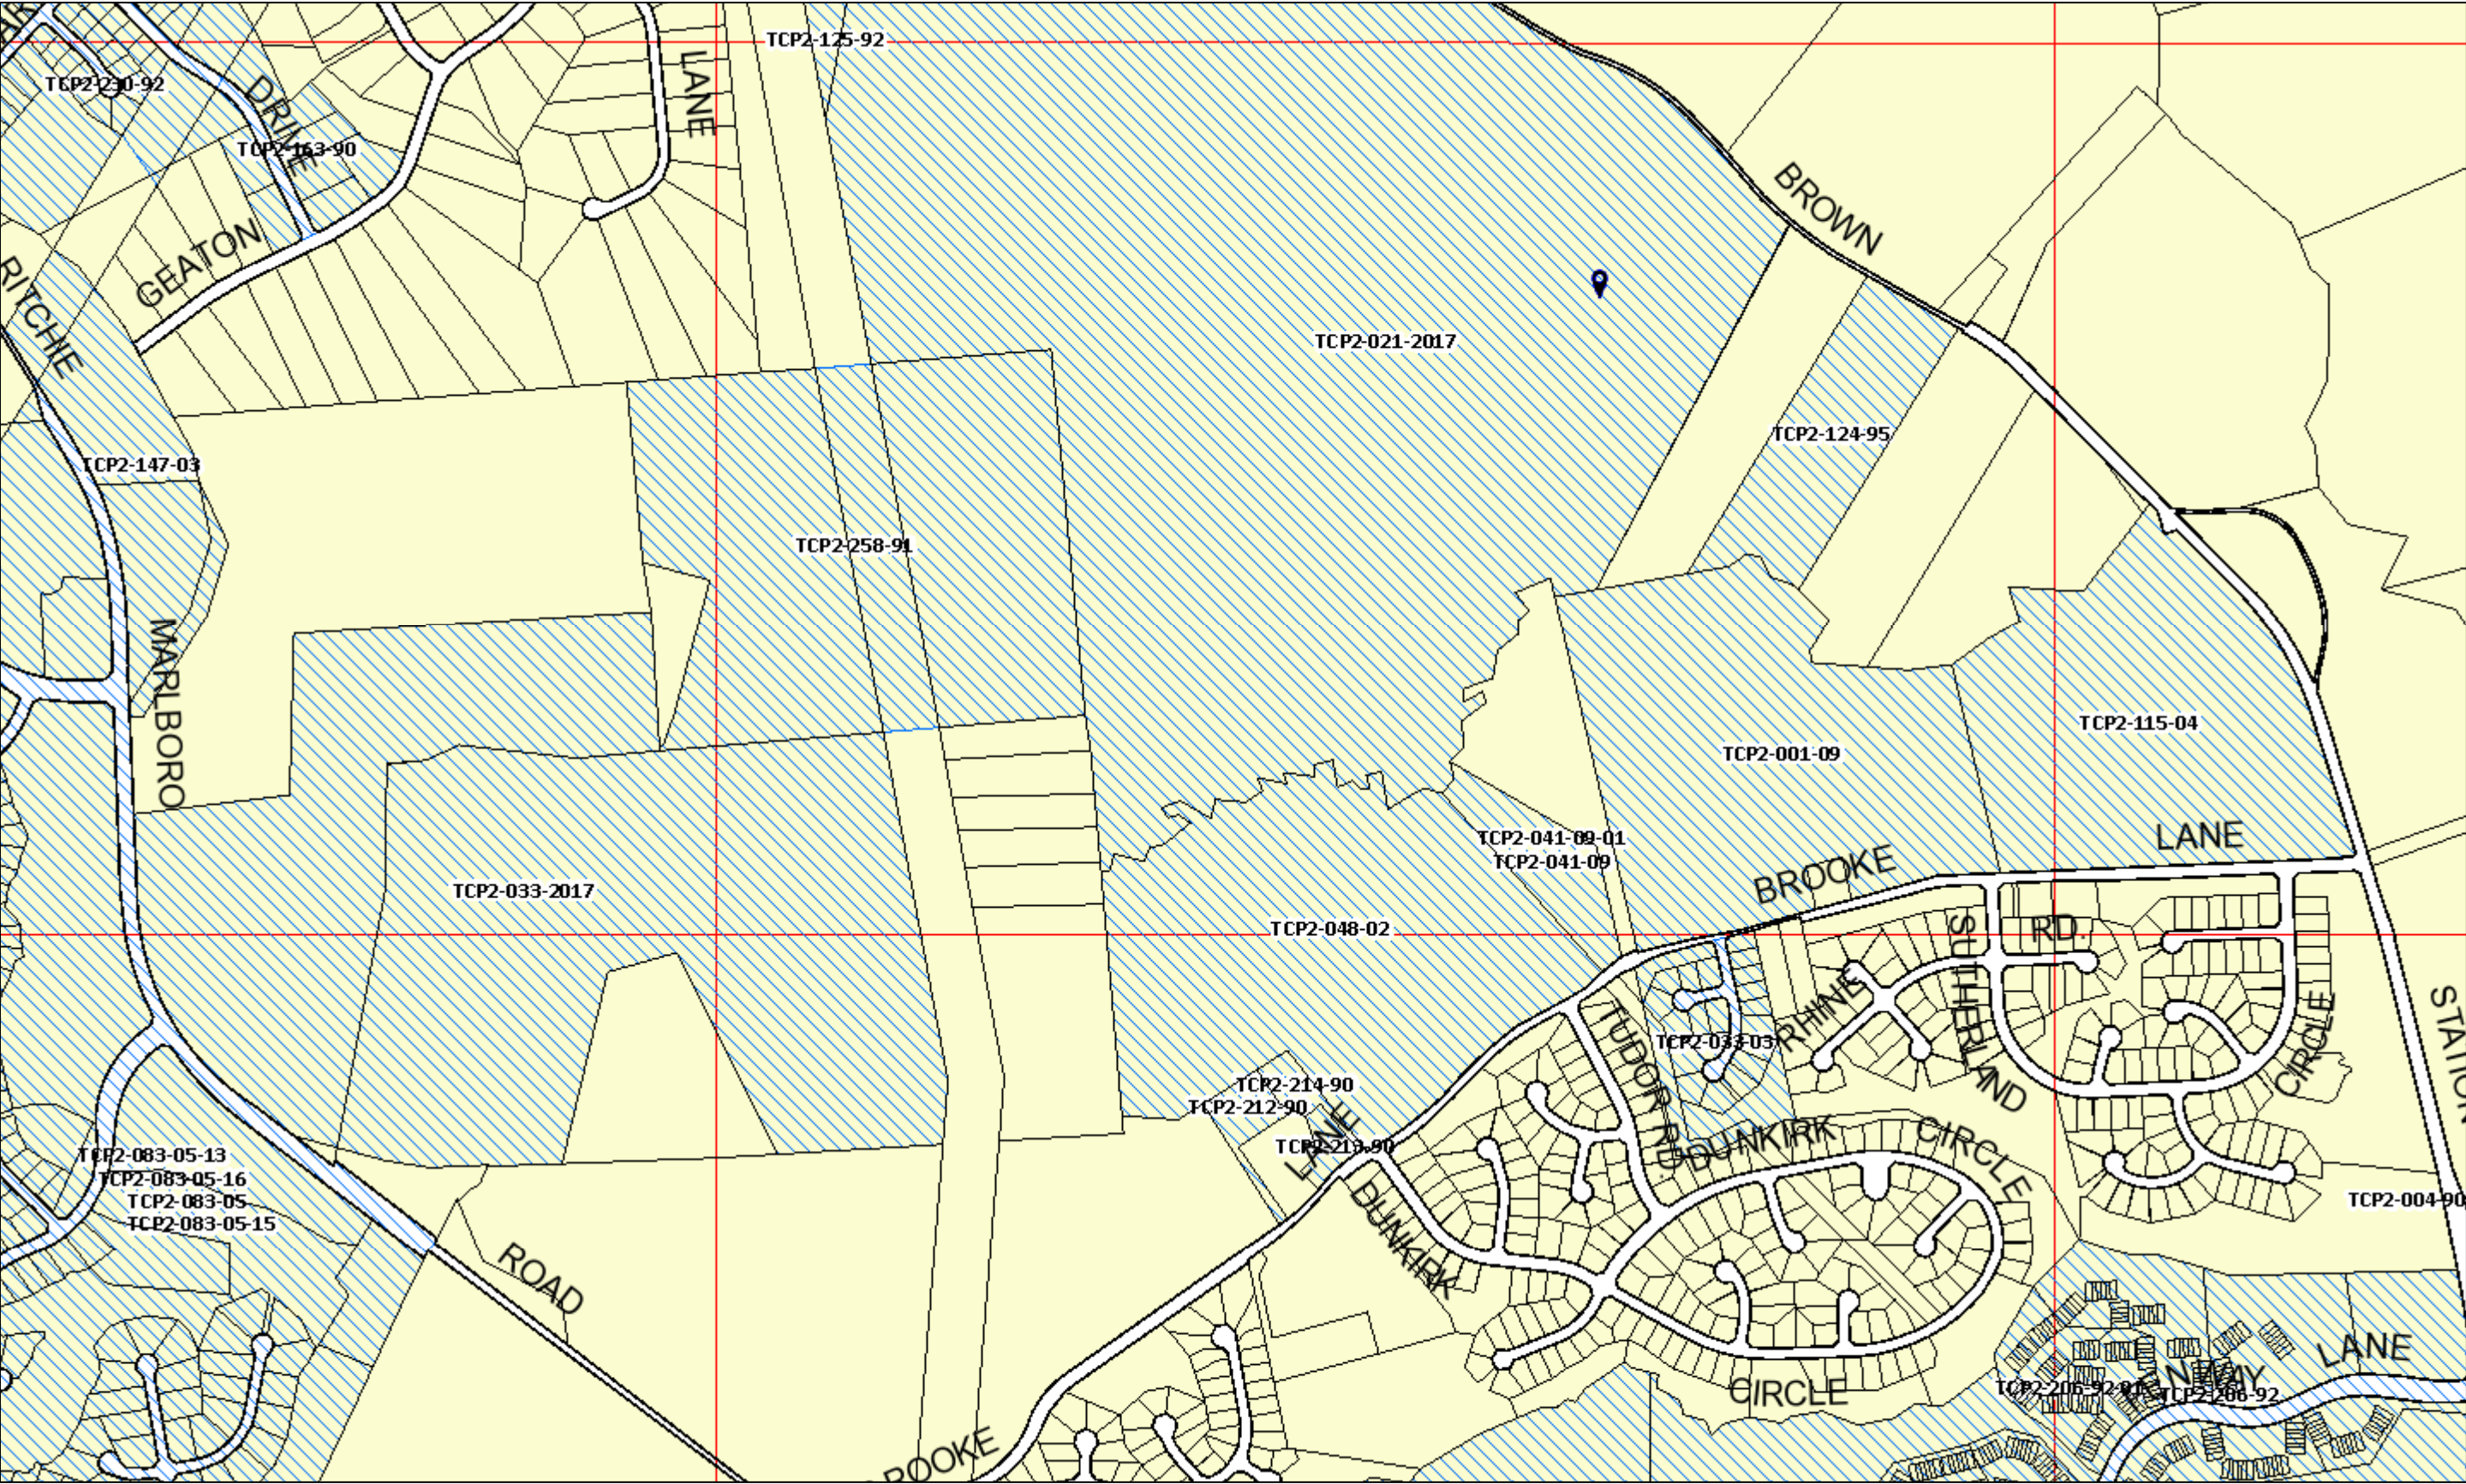 TCP2-125-92
LANE
TCP2-230-92
DRIVE
TCP2-163-90
BROWN
GEATON
RITCHIE
TCP2-021-2017
TCP2-124-95
TCP2-147-03
TCP2-258-91
MARLBORO
TCP2-115-04
TCP2-001-09
LANE
TCP2-041-09-01
TCP2-041-09
BROOKE
TCP2-033-2017
TCP2-048-02
SUTHERLAND
RD.
RHINE
CIRCLE
STATION
TUDOR RD.
TCP2-033-03
TCP2-214-90
TCP2-212-90
LANE
TCP2-213-90
DUNKIRK
CIRCLE
TCP2-083-05-13
TCP2-083-05-16
TCP2-083-05
TCP2-083-05-15
DUNKIRK
TCP2-004-90
ROAD
LANE
CIRCLE
TCP2-206-92-01
TCP2-206-92
BROOKE